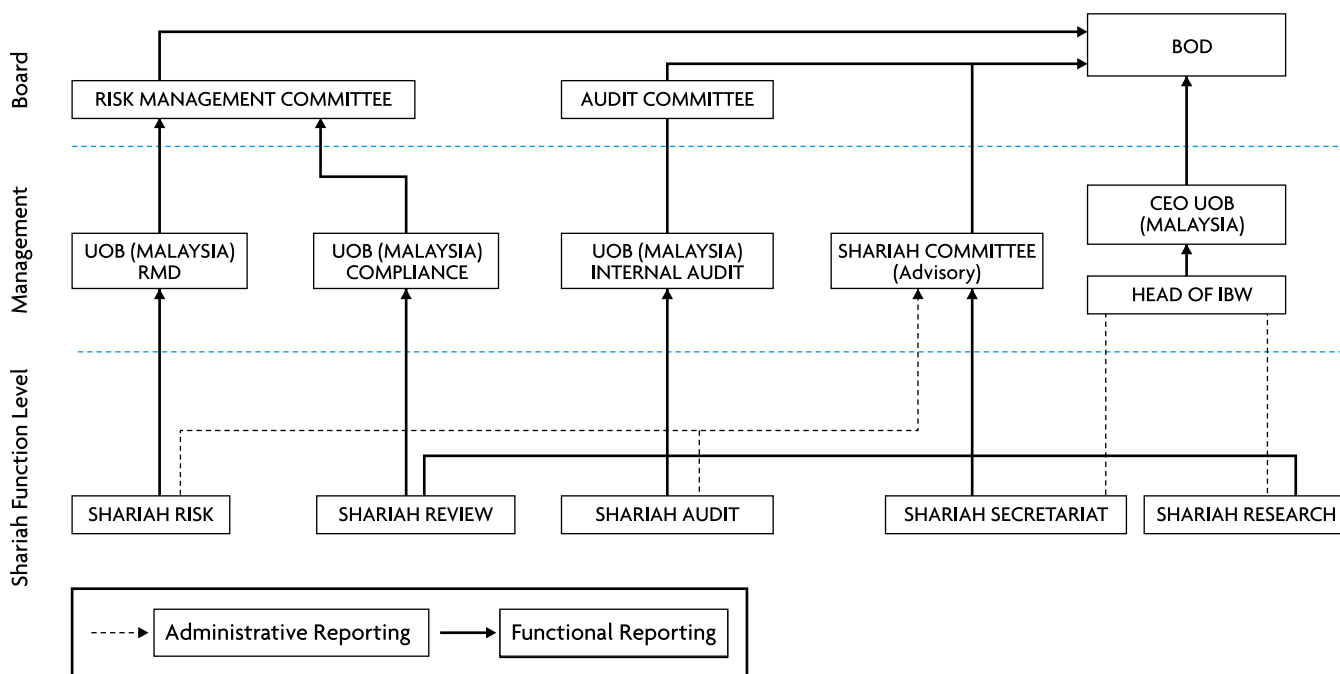 Board
BOD
RISK MANAGEMENT COMMITTEE
AUDIT COMMITTEE
Management
UOB (MALAYSIA)
RMD
UOB (MALAYSIA)
COMPLIANCE
UOB (MALAYSIA)
INTERNAL AUDIT
SHARIAH COMMITTEE
(Advisory)
CEO UOB
(MALAYSIA)
HEAD OF IBW
Shariah Function Level
SHARIAH RISK
SHARIAH REVIEW
SHARIAH AUDIT
SHARIAH SECRETARIAT
SHARIAH RESEARCH
Administrative Reporting
Functional Reporting